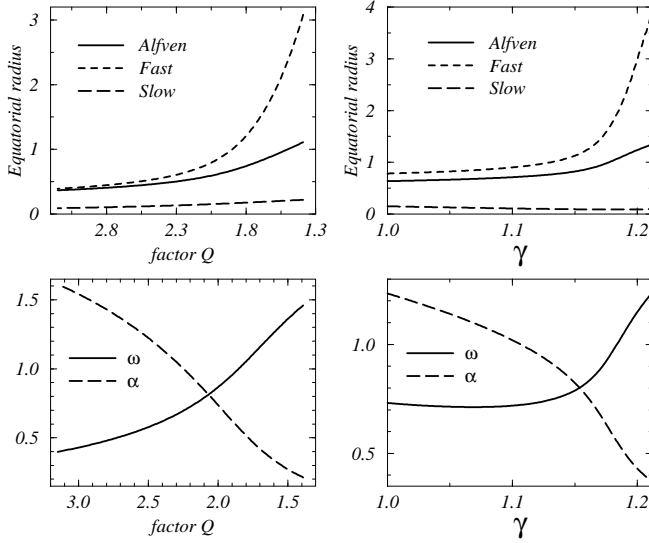 3
2
1
0
Equatorial radius
Alfven
Fast
Slow
2.8
2.3
1.8
1.3
factor Q
4
3
2
1
0
Equatorial radius
Alfven
Fast
Slow
1.0
1.1
1.2
γ
1.5
1.0
0.5
ω
α
3.0
2.5
2.0
1.5
factor Q
1.0
0.5
ω
α
1.0
1.1
1.2
γ